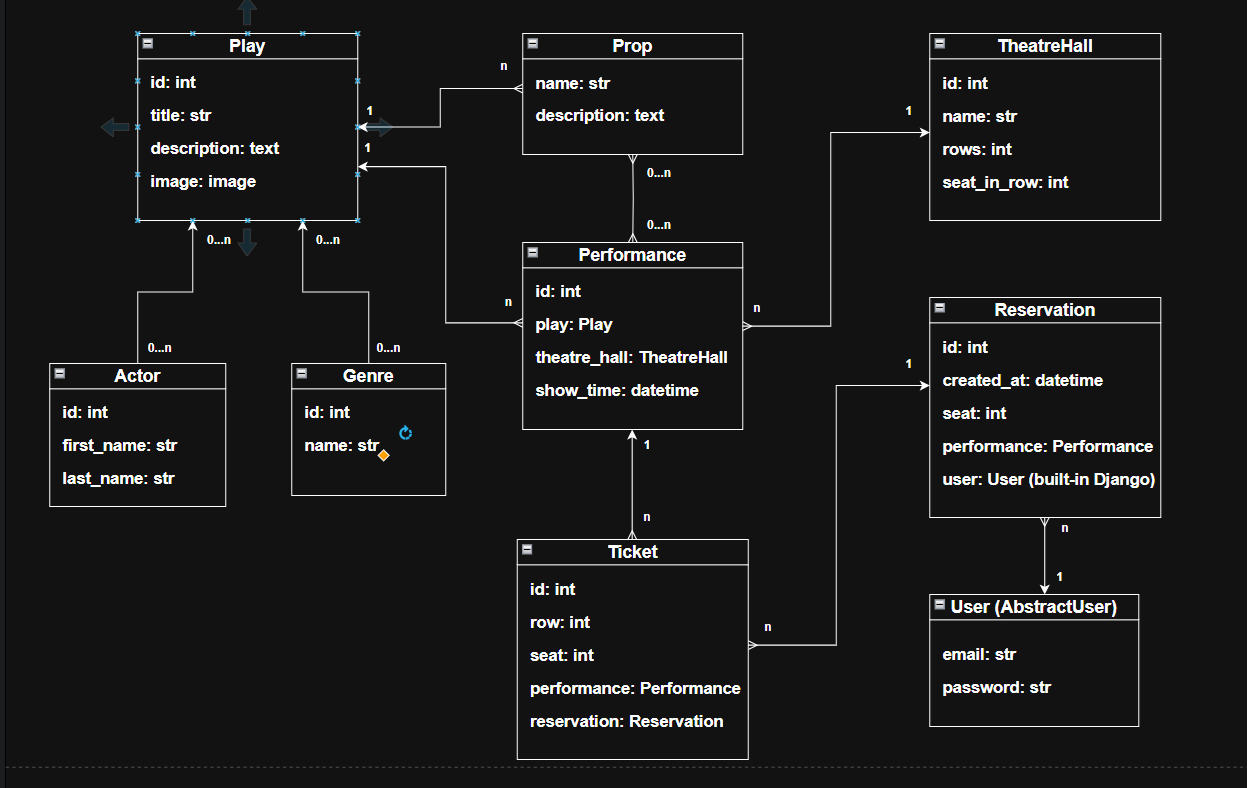 Play
id: int
title: str
description: text
image: image
n
1
1
Prop
name: str
description: text
0...n
0...n
TheatreHall
id: int
name: str
rows: int
seat_in_row: int
1
Performance
id: int
play: Play
theatre_hall: TheatreHall
show_time: datetime
n
n
0...n
0...n
0...n
0...n
Actor
id: int
first_name: str
last_name: str
Genre
id: int
name: str
Reservation
id: int
created_at: datetime
seat: int
performance: Performance
user: User (built-in Django)
1
1
n
Ticket
id: int
row: int
seat: int
performance: Performance
reservation: Reservation
n
n
1
User (AbstractUser)
email: str
password: str